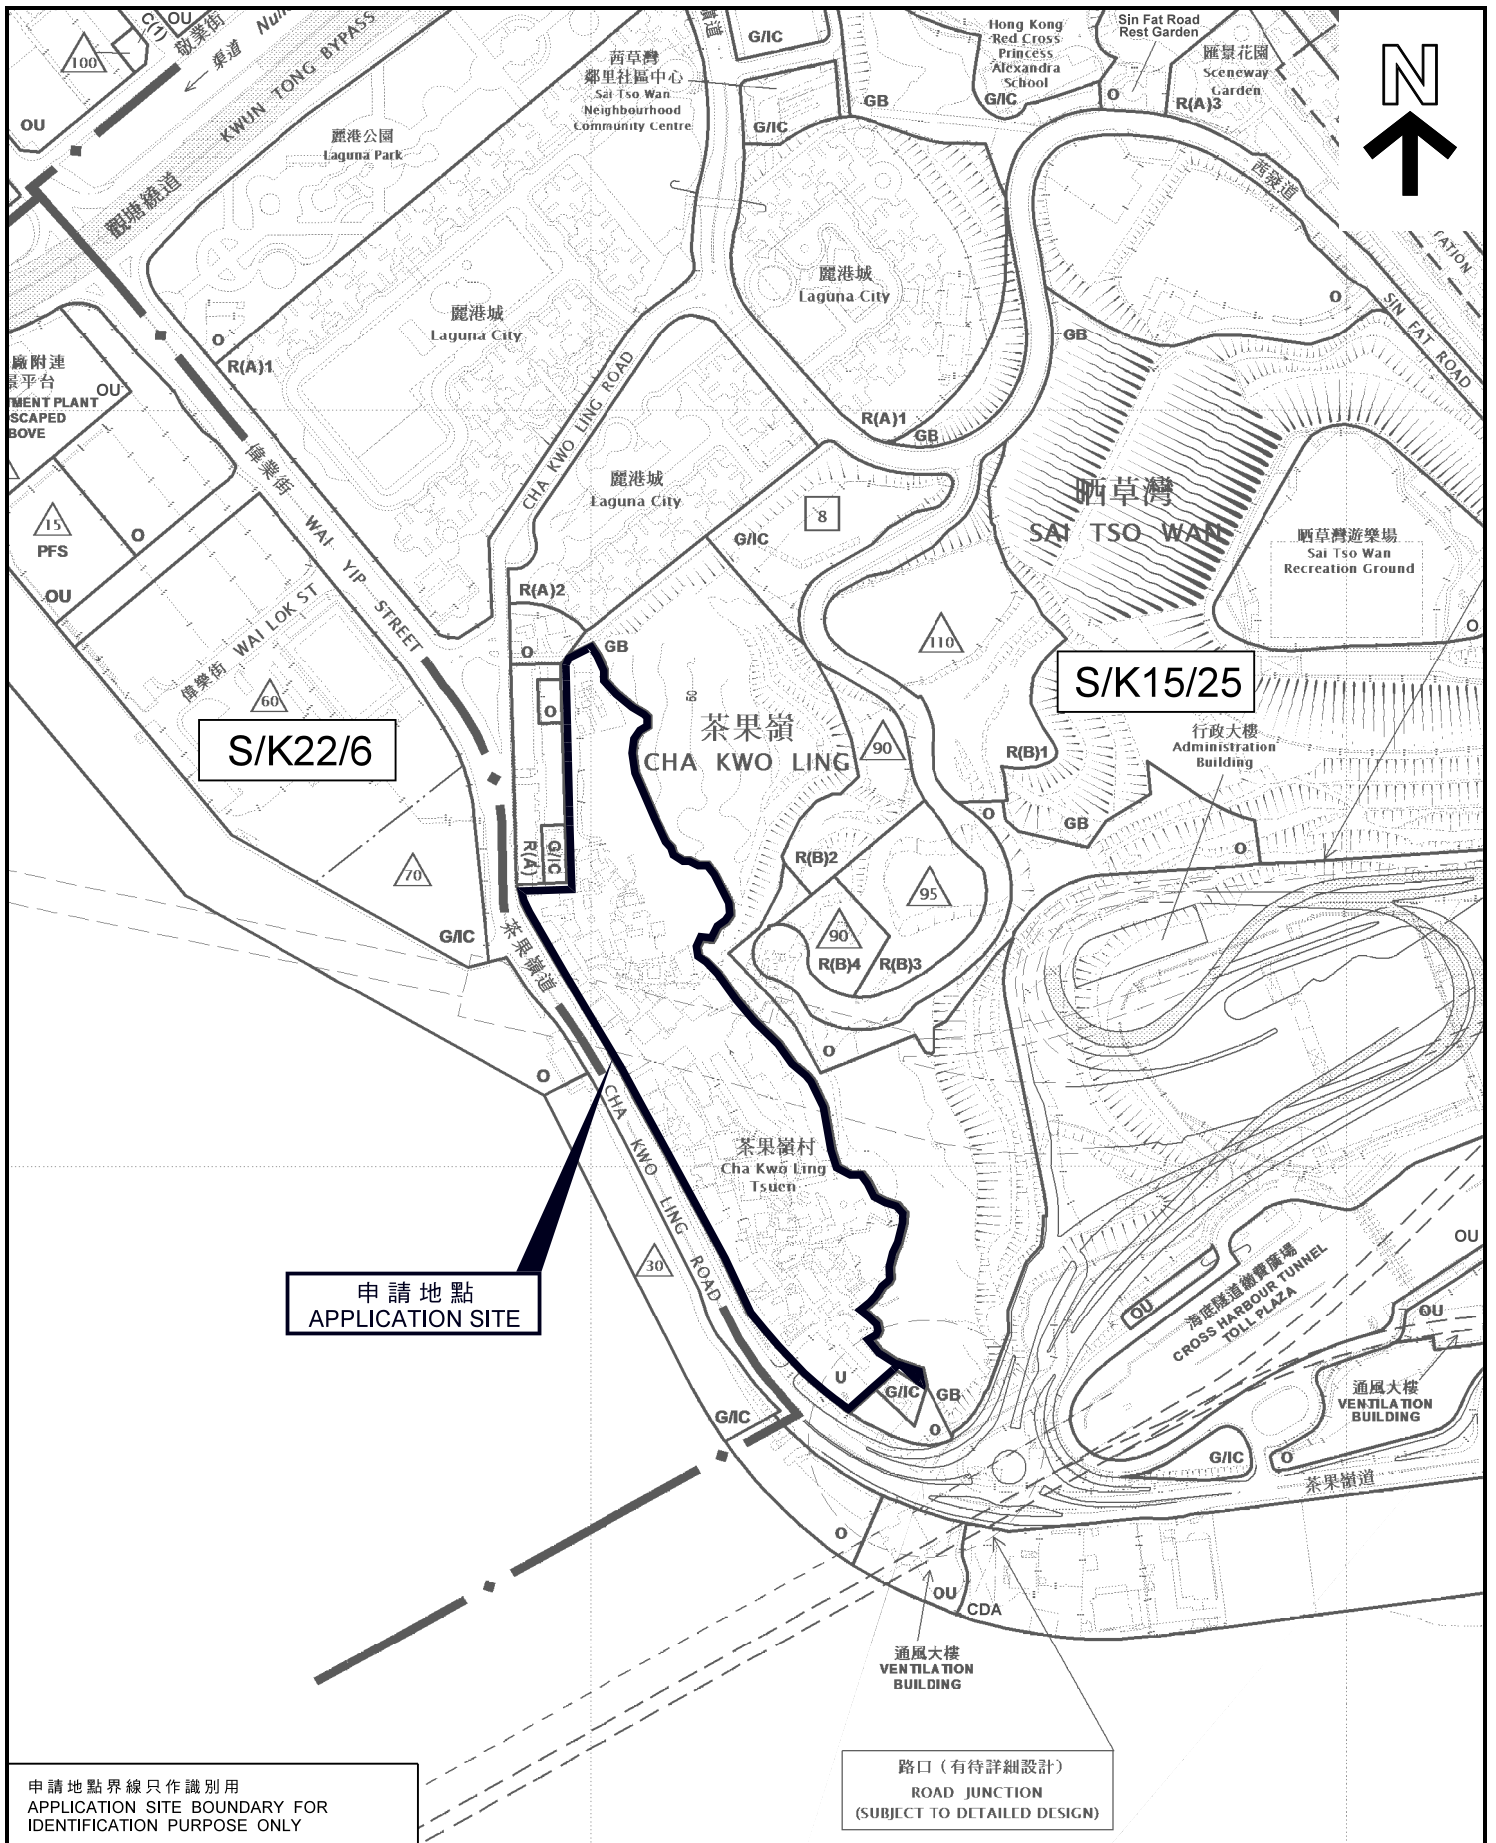 C(1)
OU
敬業街
渠道
100
OU
KWUN TONG BYPASS
觀塘繞道
麗港公園
Laguna Park
G/IC
茜草灣
鄰里社區中心
Sai Tso Wan
Neighbourhood
Community Centre
G/IC
GB
Hong Kong
Red Cross
Princess
Alexandra
School
G/IC
Sin Fat Road
Rest Garden
O
匯景花園
Sceneway
Garden
R(A)3
N
茜發道
SIN FAT ROAD
O
麗港城
Laguna City
麗港城
Laguna City
O
R(A)1
廠附連
平台
OU
MENT PLANT
SCAPED
BOVE
15
PFS
O
OU
偉業街
WAI YIP STREET
CHA KWO LING ROAD
麗港城
Laguna City
R(A)1
GB
GB
8
G/IC
晒草灣
SAI TSO WAN
晒草灣遊樂場
Sai Tso Wan
Recreation Ground
O
偉樂街 WAI LOK ST
60
S/K22/6
R(A)2
O
GB
O
50
茶果嶺
CHA KWO LING
110
90
S/K15/25
行政大樓
Administration
Building
R(B)1
GB
O
O
R(A)
G/IC
70
G/IC
R(B)2
95
90
R(B)4
R(B)3
O
茶果嶺道
CHA KWO LING ROAD
O
茶果嶺村
Cha Kwo Ling
Tsuen
30
申請地點
APPLICATION SITE
U
G/IC
GB
O
G/IC
OU
海底隧道繳費廣場
CROSS HARBOUR TUNNEL
TOLL PLAZA
OU
OU
通風大樓
VENTILATION
BUILDING
G/IC
O
茶果嶺道
O
OU
CDA
通風大樓
VENTILATION
BUILDING
路口（有待詳細設計）
ROAD JUNCTION
(SUBJECT TO DETAILED DESIGN)
申請地點界線只作識別用
APPLICATION SITE BOUNDARY FOR
IDENTIFICATION PURPOSE ONLY